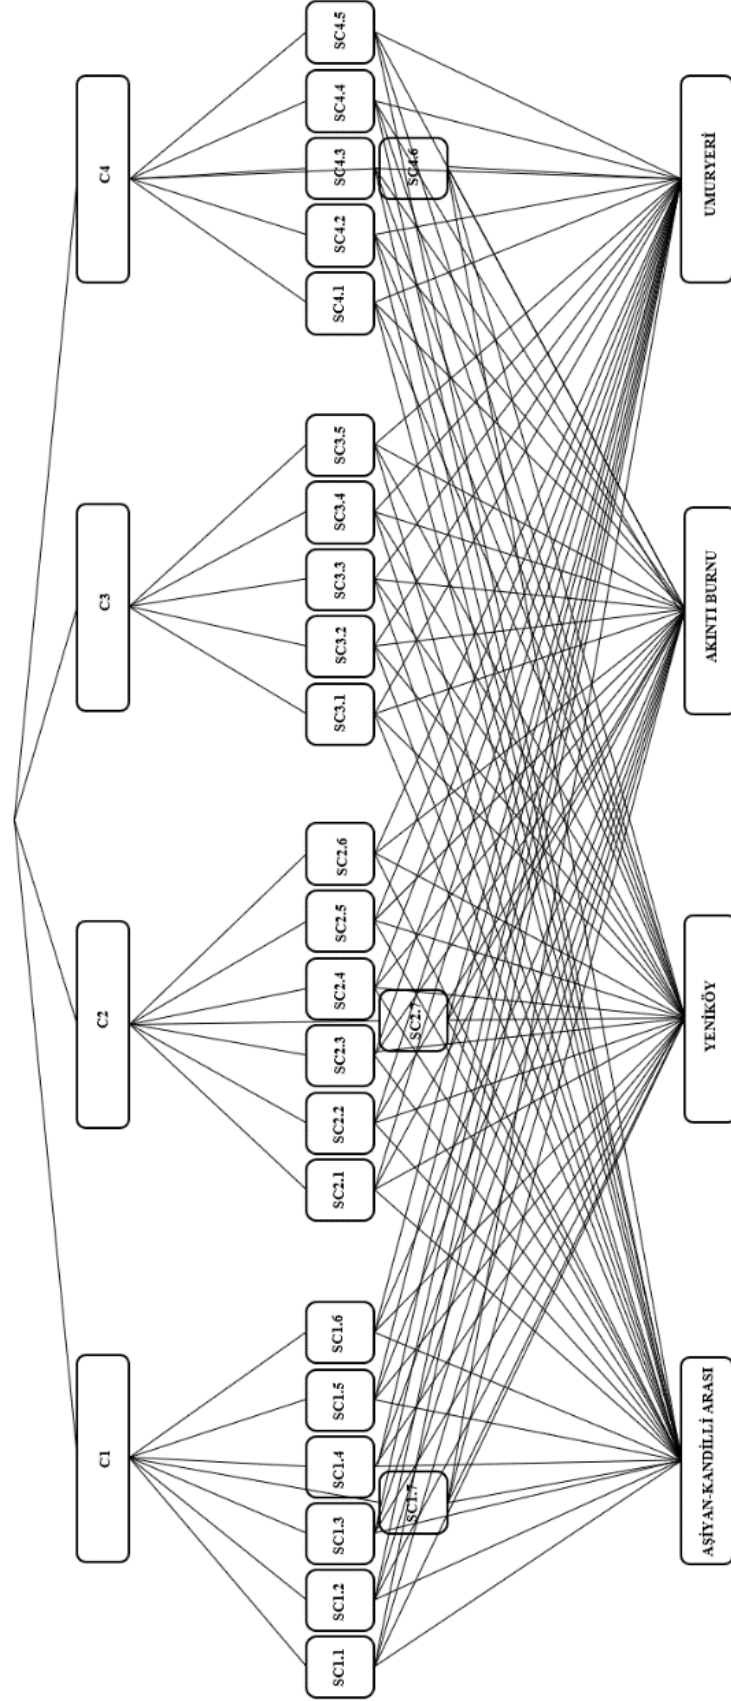 C1
C2
C3
C4
SC1.1
SC1.2
SC1.3
SC1.4
SC1.5
SC1.6
SC2.1
SC2.2
SC2.3
SC2.4
SC2.5
SC2.6
SC3.1
SC3.2
SC3.3
SC3.4
SC3.5
SC4.1
SC4.2
SC4.3
SC4.4
SC4.5
SC1.7
SC2.7
SC4.6
AŞİYAN-KANDİLLİ ARASI
YENİKÖY
AKINTI BURNU
UMURYERİ